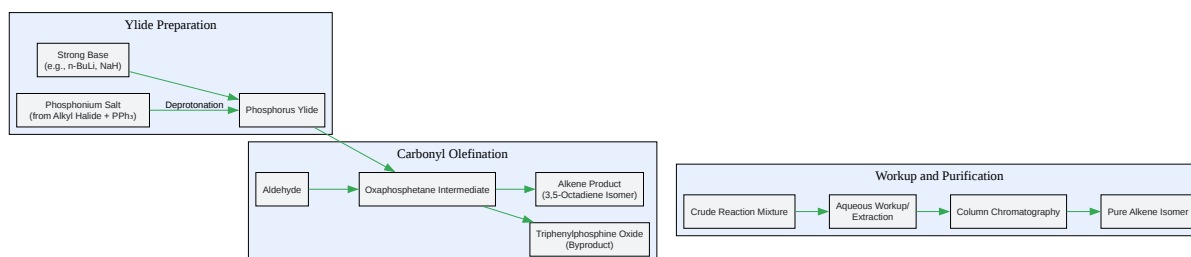 Ylide Preparation
Strong Base
(e.g., n-BuLi, NaH)
Phosphonium Salt
(from Alkyl Halide + PPh₃)
Deprotonation
Phosphorus Ylide
Carbonyl Olefination
Aldehyde
Oxaphosphetane Intermediate
Alkene Product
(3,5-Octadiene Isomer)
Triphenylphosphine Oxide
(Byproduct)
Workup and Purification
Crude Reaction Mixture
Aqueous Workup/
Extraction
Column Chromatography
Pure Alkene Isomer